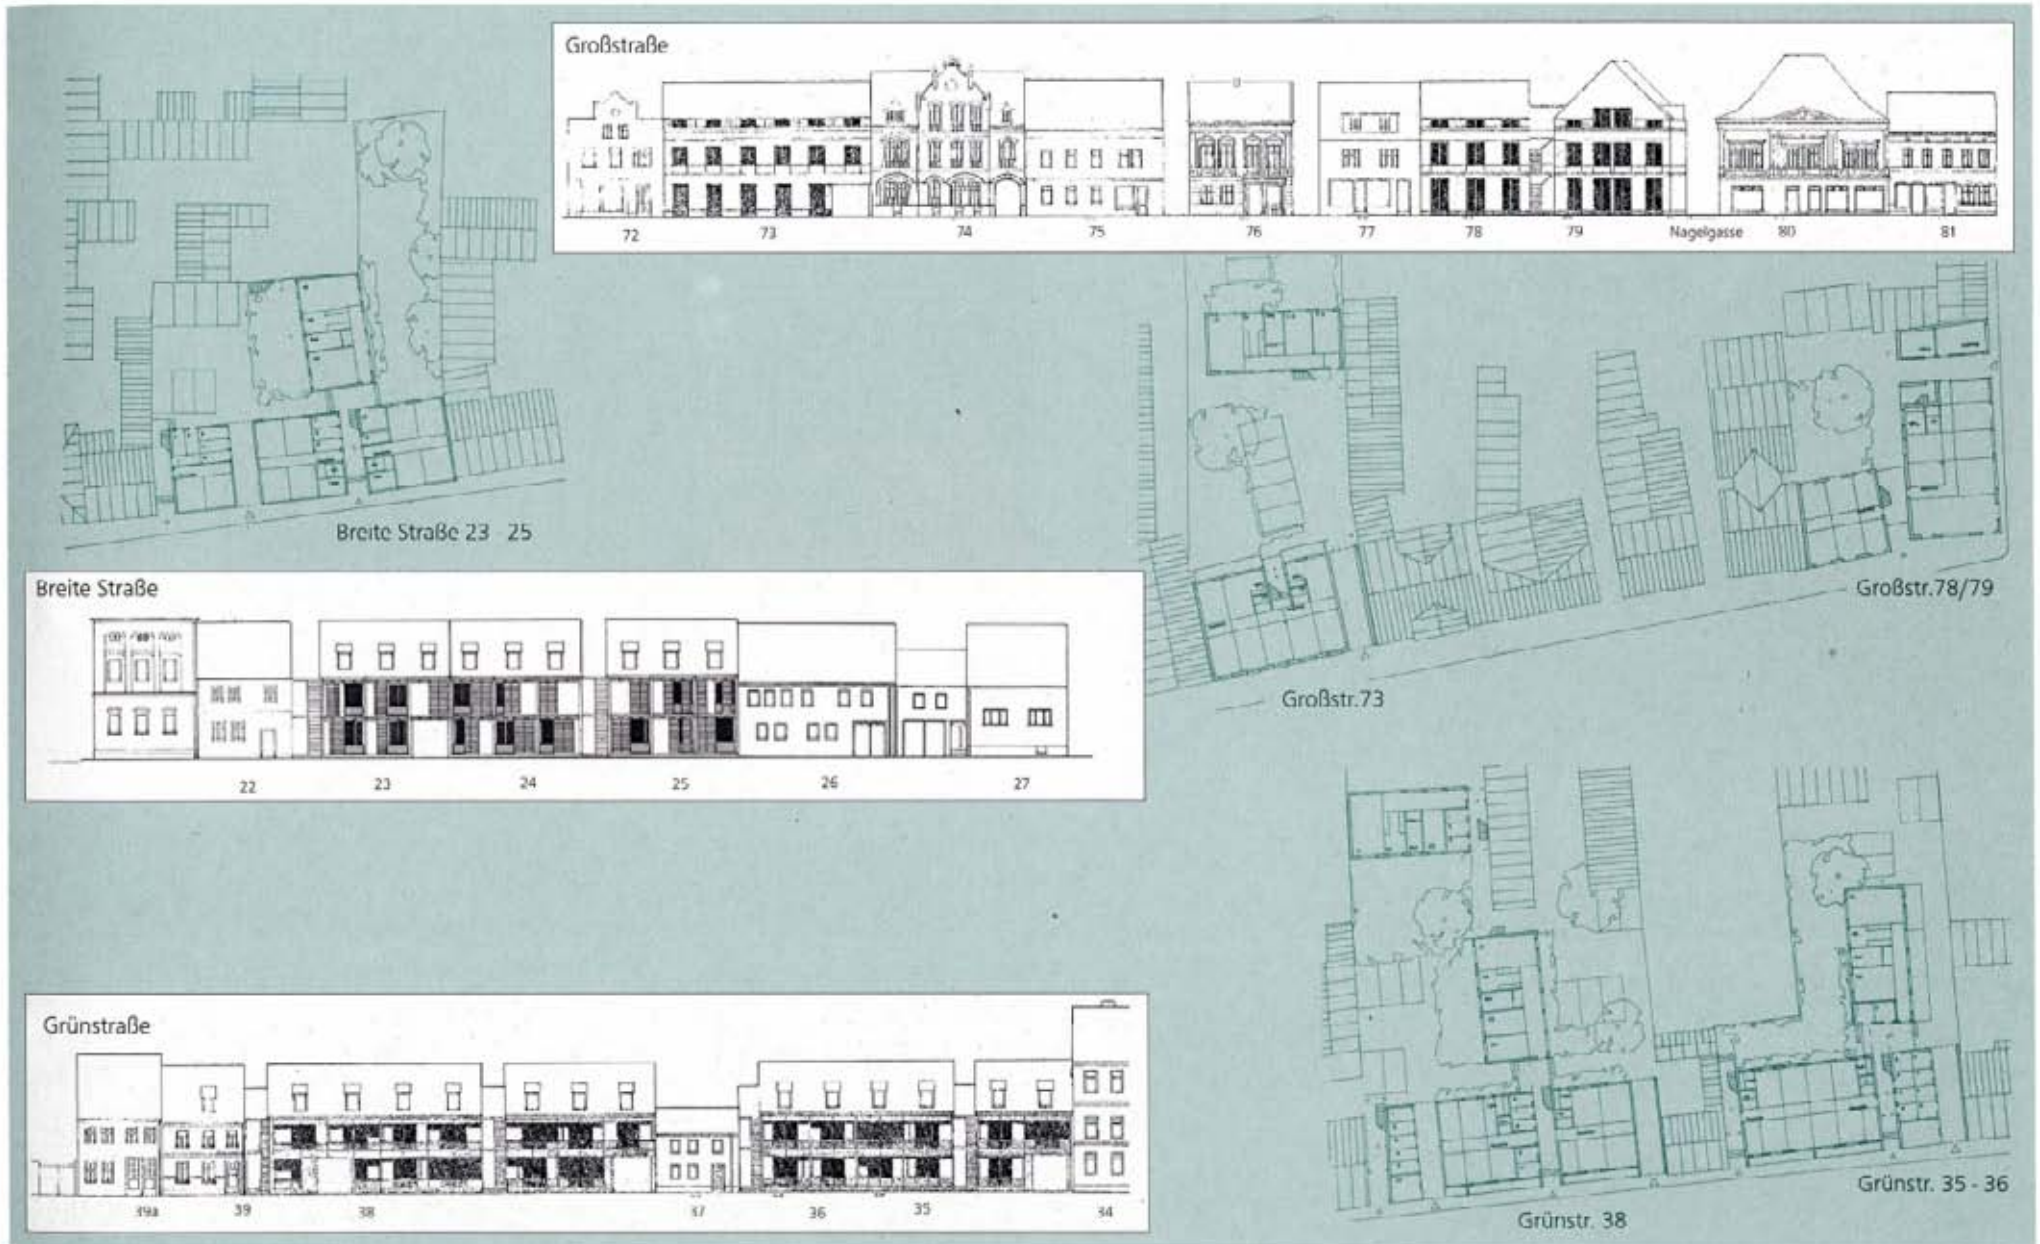 Großstraße
72 73 74 75 76 77 78 79 Nagelgasse 80 81
Breite Straße 23 - 25
Großstr.78/79
Großstr.73
Breite Straße
22 23 24 25 26 27
Grünstraße
39a 39 38 37 36 35 34
Grünstr. 35 - 36
Grünstr. 38